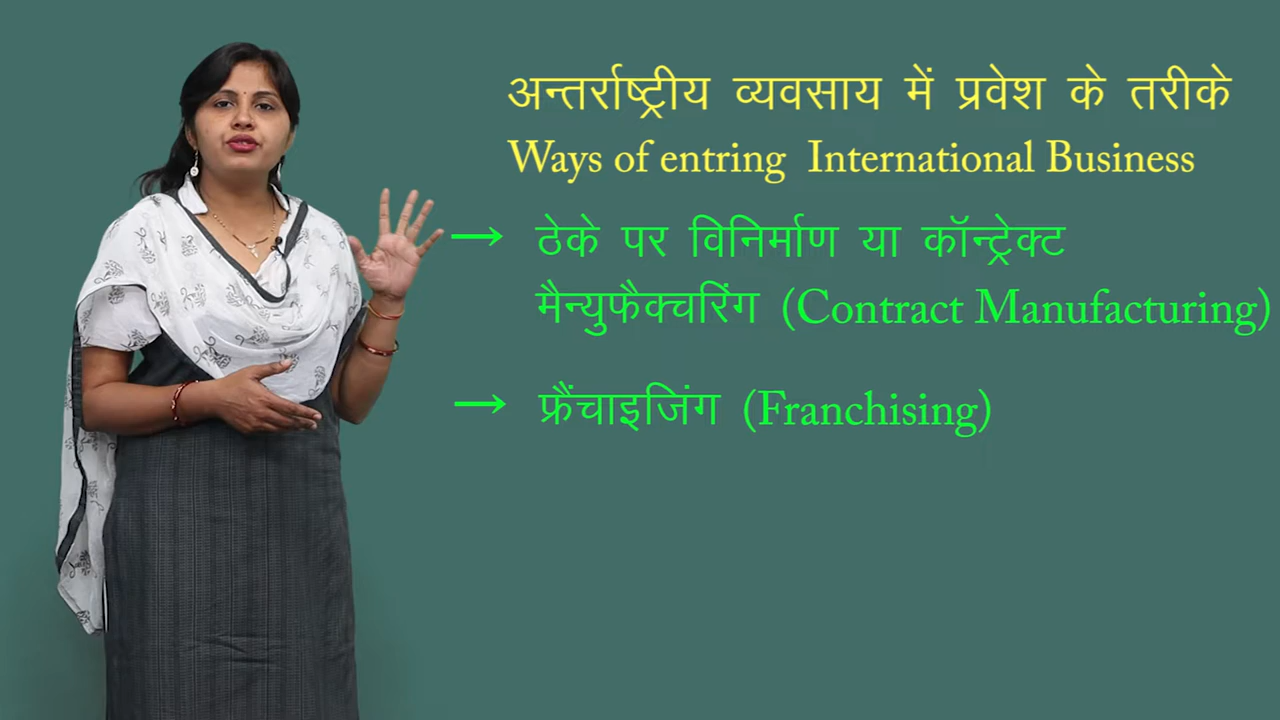 अन्तर्राष्ट्रीय व्यवसाय में प्रवेश के तरीके
Ways of entring International Business
→ ठेके पर विनिर्माण या कॉन्ट्रेक्ट
मैन्युफैक्चरिंग (Contract Manufacturing)
→ फ्रैंचाइजिंग (Franchising)